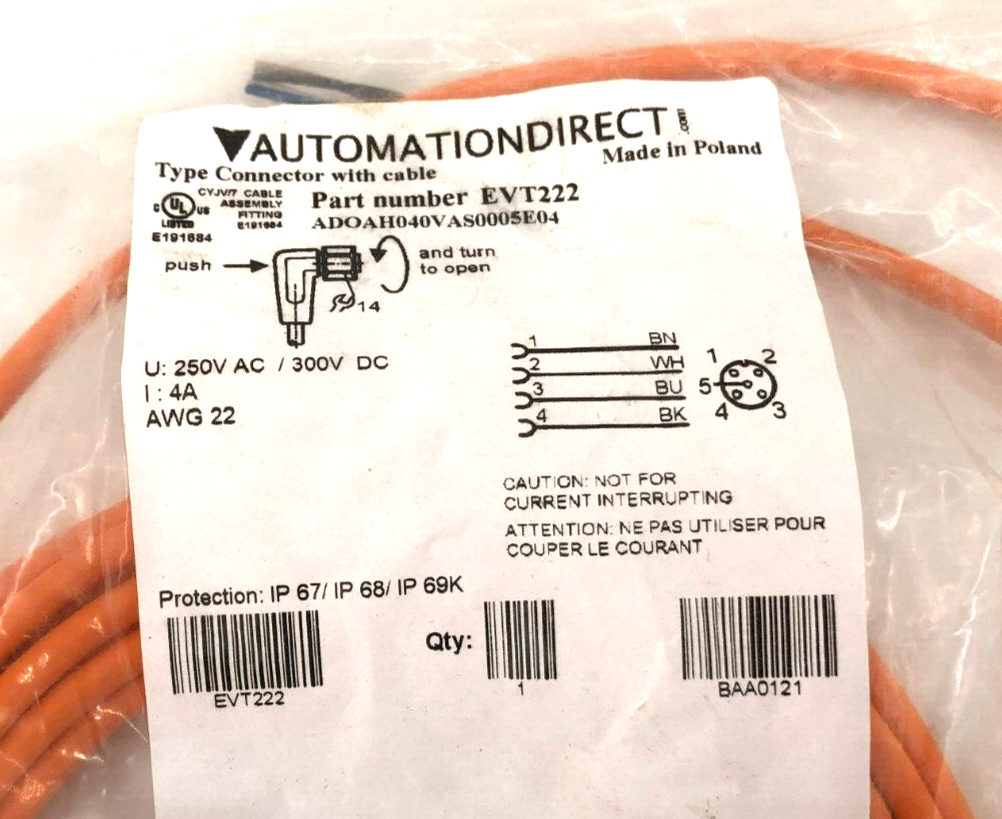 AUTOMATIONDIRECT.com
Made in Poland
Type Connector with cable
c UL US LISTED E191684
CYJV/7 CABLE
ASSEMBLY
FITTING
E191684
Part number EVT222
ADOAH040VAS0005E04
push
and turn
to open
14
U: 250V AC / 300V DC
I : 4A
AWG 22
1 BN
2 WH
3 BU
4 BK
1 2
5
4 3
CAUTION: NOT FOR
CURRENT INTERRUPTING
ATTENTION: NE PAS UTILISER POUR
COUPER LE COURANT
Protection: IP 67/ IP 68/ IP 69K
Qty:
EVT222
1
BAA0121